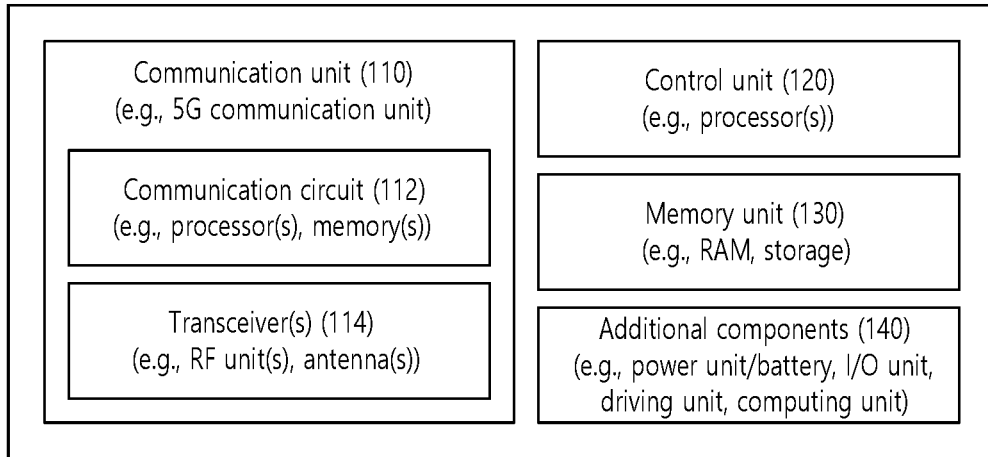 Communication unit (110)
(e.g., 5G communication unit)
Communication circuit (112)
(e.g., processor(s), memory(s))
Transceiver(s) (114)
(e.g., RF unit(s), antenna(s))
Control unit (120)
(e.g., processor(s))
Memory unit (130)
(e.g., RAM, storage)
Additional components (140)
(e.g., power unit/battery, I/O unit,
driving unit, computing unit)